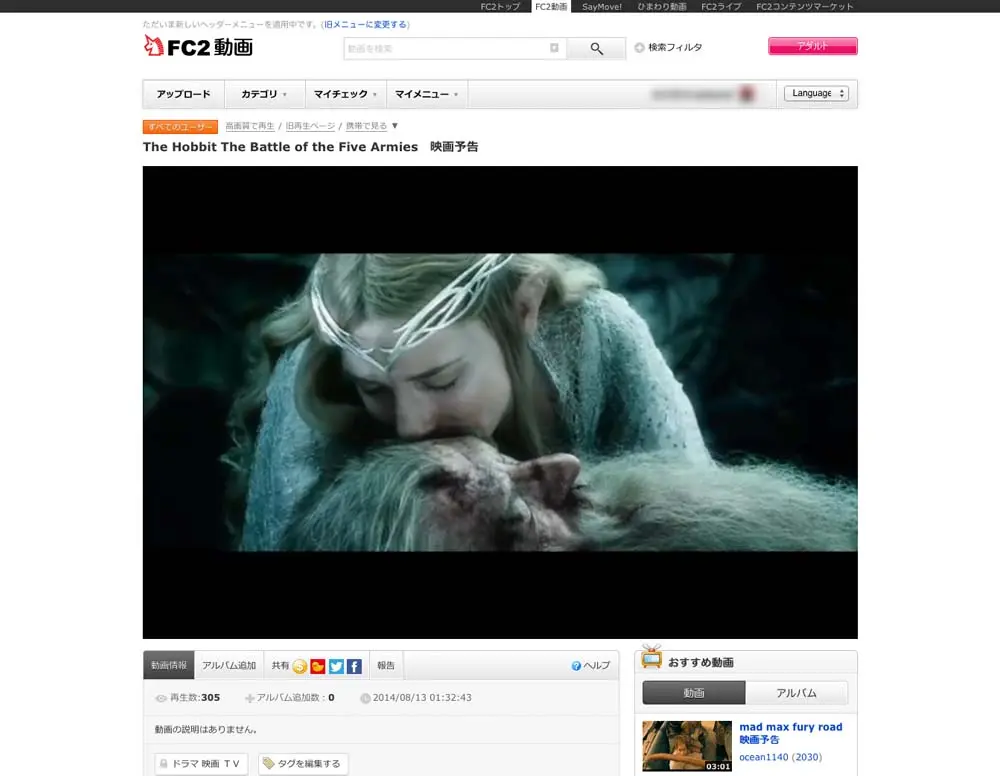 FC2トップ FC2動画 SayMove! ひまわり動画 FC2ライブ FC2コンテンツマーケット
ただいま新しいヘッダーメニューを適用中です。(旧メニューに変更する)
FC2動画
動画を検索
検索フィルタ
アダルト
アップロード カテゴリ マイチェック マイメニュー
Language
すべてのユーザー 高画質で再生 / 旧再生ページ / 携帯で見る ▼
The Hobbit The Battle of the Five Armies 映画予告
動画情報 アルバム追加 共有 報告 ヘルプ
再生数:305 アルバム追加数 : 0 2014/08/13 01:32:43
動画の説明はありません。
ドラマ 映画 ＴＶ タグを編集する
おすすめ動画
動画 アルバム
03:01
mad max fury road
映画予告
ocean1140 (2030)